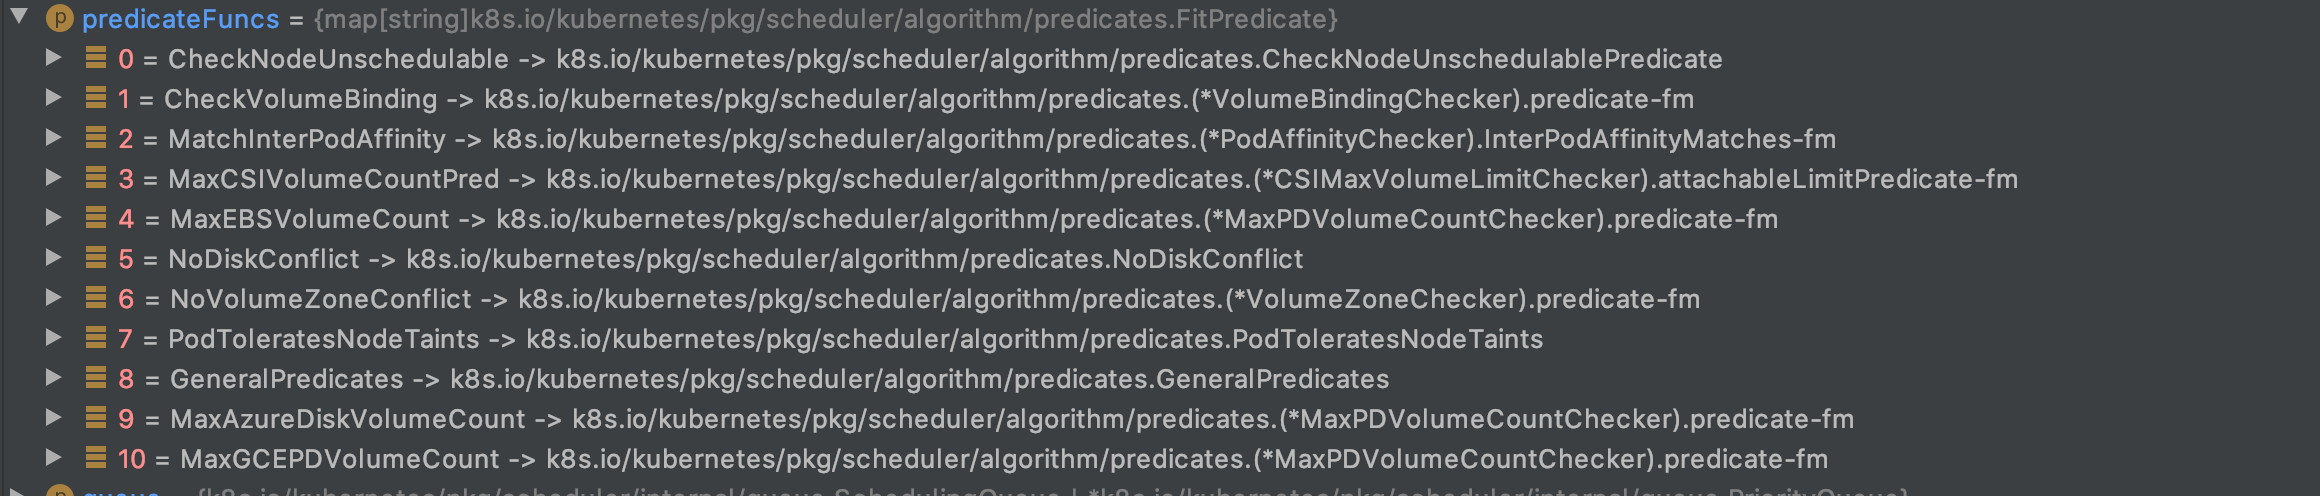 p predicateFuncs = {map[string]k8s.io/kubernetes/pkg/scheduler/algorithm/predicates.FitPredicate}
0 = CheckNodeUnschedulable -> k8s.io/kubernetes/pkg/scheduler/algorithm/predicates.CheckNodeUnschedulablePredicate
1 = CheckVolumeBinding -> k8s.io/kubernetes/pkg/scheduler/algorithm/predicates.(*VolumeBindingChecker).predicate-fm
2 = MatchInterPodAffinity -> k8s.io/kubernetes/pkg/scheduler/algorithm/predicates.(*PodAffinityChecker).InterPodAffinityMatches-fm
3 = MaxCSIVolumeCountPred -> k8s.io/kubernetes/pkg/scheduler/algorithm/predicates.(*CSIMaxVolumeLimitChecker).attachableLimitPredicate-fm
4 = MaxEBSVolumeCount -> k8s.io/kubernetes/pkg/scheduler/algorithm/predicates.(*MaxPDVolumeCountChecker).predicate-fm
5 = NoDiskConflict -> k8s.io/kubernetes/pkg/scheduler/algorithm/predicates.NoDiskConflict
6 = NoVolumeZoneConflict -> k8s.io/kubernetes/pkg/scheduler/algorithm/predicates.(*VolumeZoneChecker).predicate-fm
7 = PodToleratesNodeTaints -> k8s.io/kubernetes/pkg/scheduler/algorithm/predicates.PodToleratesNodeTaints
8 = GeneralPredicates -> k8s.io/kubernetes/pkg/scheduler/algorithm/predicates.GeneralPredicates
9 = MaxAzureDiskVolumeCount -> k8s.io/kubernetes/pkg/scheduler/algorithm/predicates.(*MaxPDVolumeCountChecker).predicate-fm
10 = MaxGCEPDVolumeCount -> k8s.io/kubernetes/pkg/scheduler/algorithm/predicates.(*MaxPDVolumeCountChecker).predicate-fm